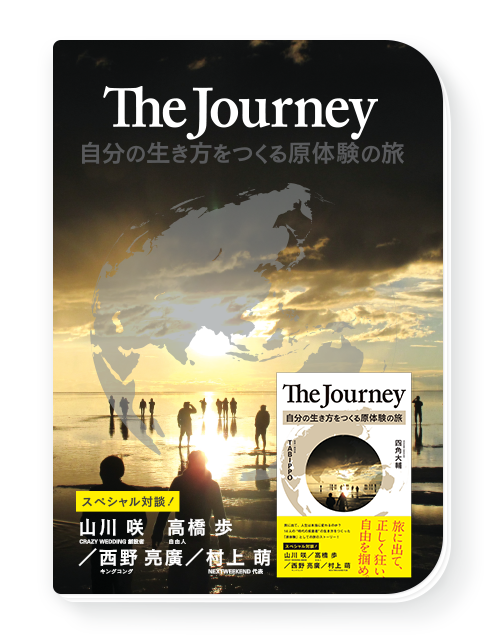 The Journey
自分の生き方をつくる原体験の旅
スペシャル対談！
山川 咲 高橋 歩
CRAZY WEDDING 創設者 自由人
／西野 亮廣／村上 萌
キングコング NEXTWEEKEND 代表
The Journey
自分の生き方をつくる原体験の旅
TABIPPO
四角大輔
旅に出て、
正しく狂い、
自由を掴め。
スペシャル対談！
山川 咲／高橋 歩
／西野 亮廣／村上 萌